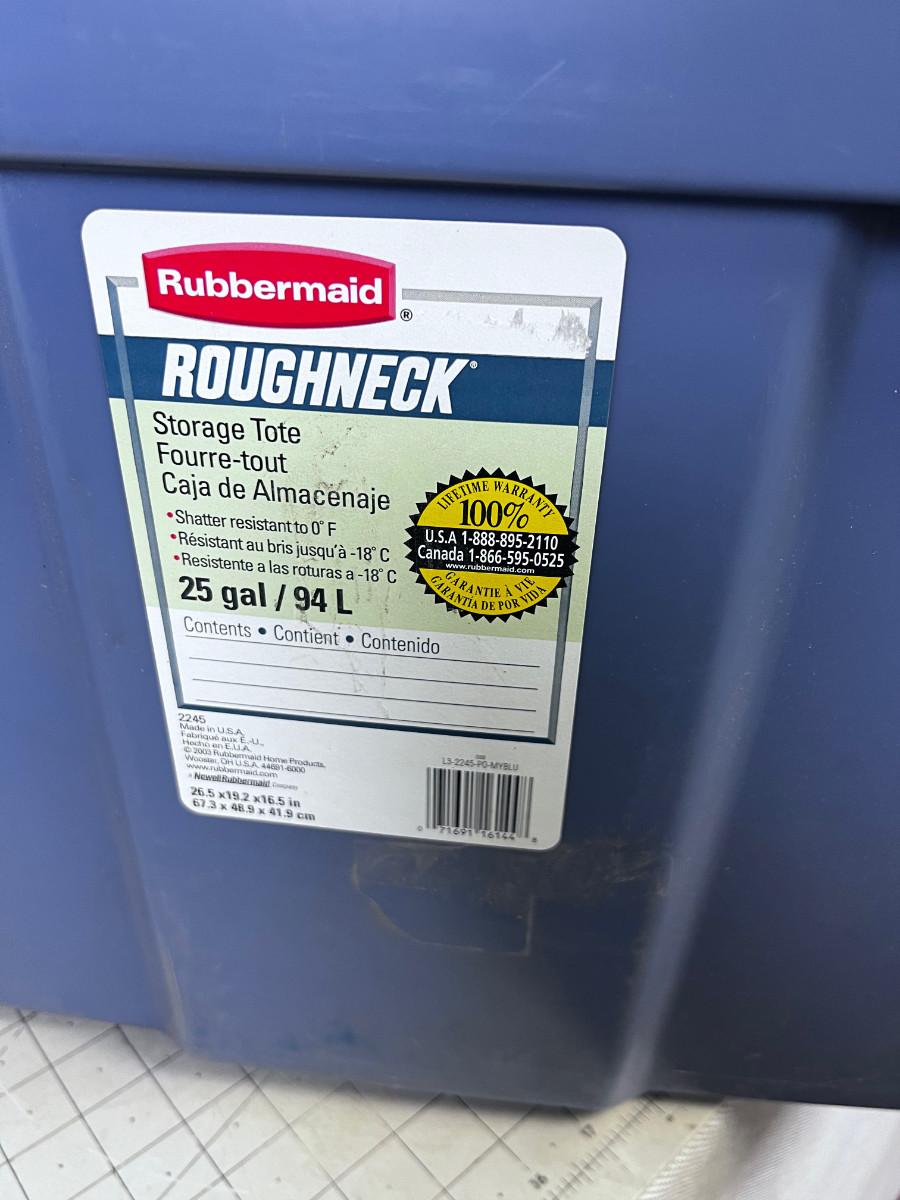 Rubbermaid
®
ROUGHNECK®
Storage Tote
Fourre-tout
Caja de Almacenaje
•Shatter resistant to 0° F
•Résistant au bris jusqu'à -18° C
•Resistente a las roturas a -18° C
25 gal / 94 L
LIFETIME WARRANTY
100%
U.S.A 1-888-895-2110
Canada 1-866-595-0525
www.rubbermaid.com
GARANTIE À VIE
GARANTÍA DE POR VIDA
Contents • Contient • Contenido
2245
Made in U.S.A.
Fabriqué aux É.-U.,
Hecho en E.U.A.
© 2003 Rubbermaid Home Products,
Wooster, OH U.S.A. 44691-6000
www.rubbermaid.com
A Newell Rubbermaid Company
26.5 x19.2 x16.5 in
67.3 x 48.9 x 41.9 cm
L3-2245-P0-MYBLU
0 71691 16144 8
17